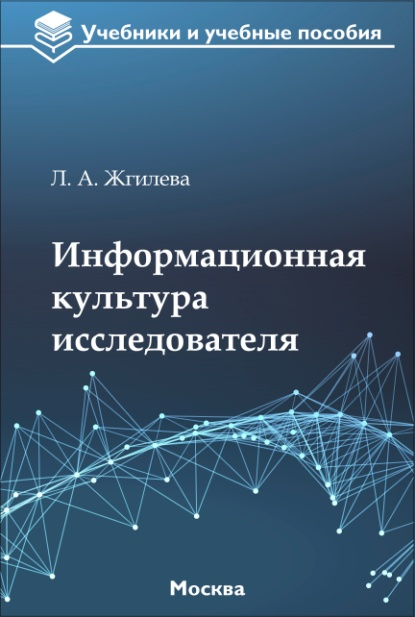 Учебники и учебные пособия
Л. А. Жгилева
Информационная
культура
исследователя
Москва